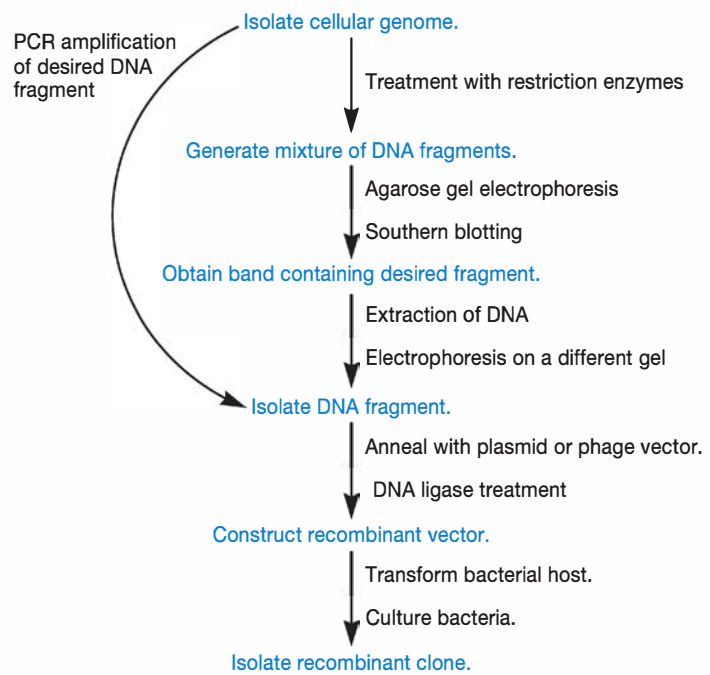 Isolate cellular genome.
PCR amplification
of desired DNA
fragment
Treatment with restriction enzymes
Generate mixture of DNA fragments.
Agarose gel electrophoresis
Southern blotting
Obtain band containing desired fragment.
Extraction of DNA
Electrophoresis on a different gel
Isolate DNA fragment.
Anneal with plasmid or phage vector.
DNA ligase treatment
Construct recombinant vector.
Transform bacterial host.
Culture bacteria.
Isolate recombinant clone.